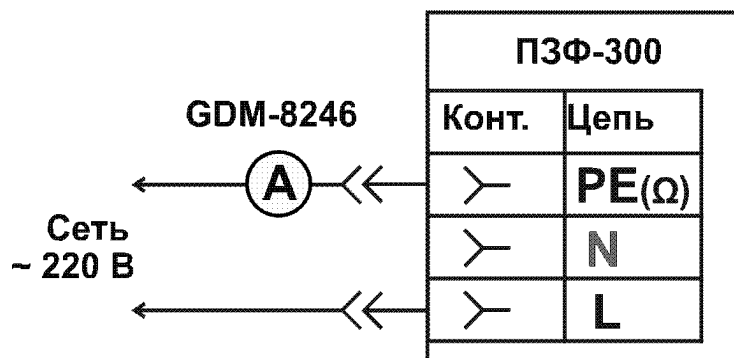 ПЗФ-300
GDM-8246
Конт. Цепь
А
PE(Ω)
Сеть
~ 220 В
N
L